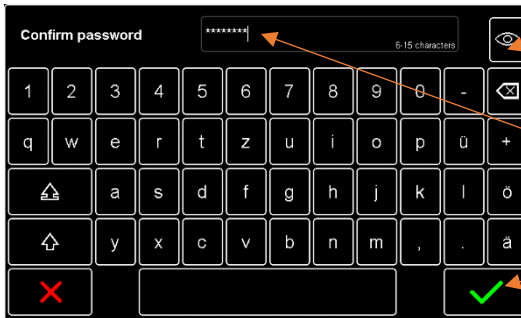 Confirm password ********
6-15 characters
1 2 3 4 5 6 7 8 9 0 -
q w e r t z u i o p ü +
a s d f g h j k l ö
y x c v b n m , . ä